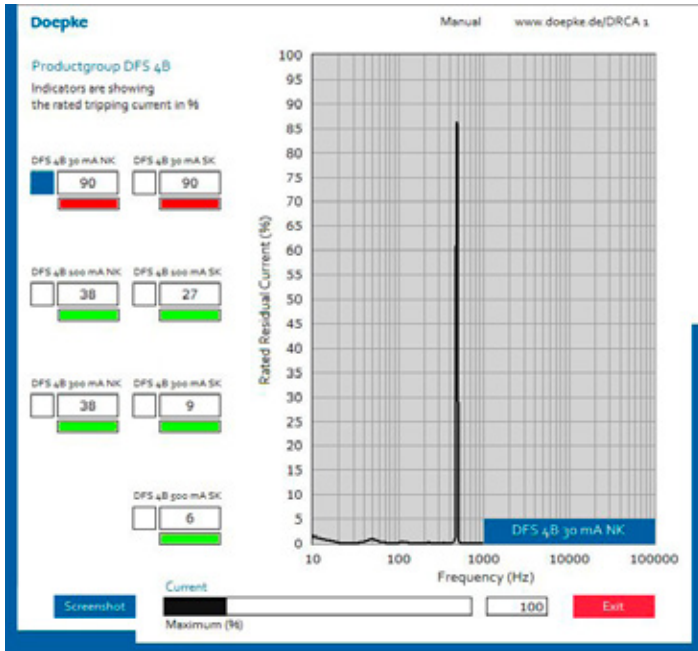 Doepke
Manual
www.doepke.de/DRCA 1
Productgroup DFS 4B
Indicators are showing
the rated tripping current in %
DFS 4B 30 mA NK
DFS 4B 30 mA SK
90
90
DFS 4B 100 mA NK
DFS 4B 100 mA SK
38
27
DFS 4B 300 mA NK
DFS 4B 300 mA SK
38
9
DFS 4B 500 mA SK
6
Rated Residual Current (%)
100
95
90
85
80
75
70
65
60
55
50
45
40
35
30
25
20
15
10
5
0
DFS 4B 30 mA NK
10
100
1000
10000
100000
Frequency (Hz)
Current
Screenshot
100
Exit
Maximum (%)